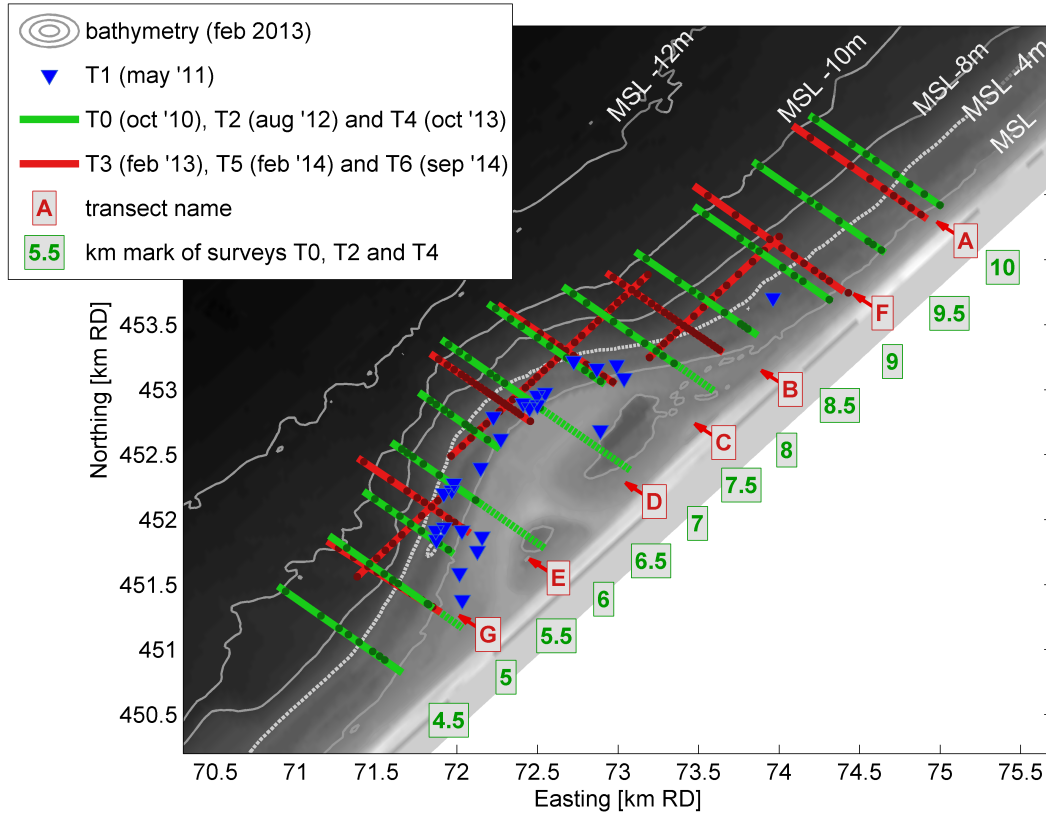 bathymetry (feb 2013)
T1 (may '11)
T0 (oct '10), T2 (aug '12) and T4 (oct '13)
T3 (feb '13), T5 (feb '14) and T6 (sep '14)
A transect name
5.5 km mark of surveys T0, T2 and T4
MSL -12m
MSL -10m
MSL-8m
MSL -4m
MSL
A
F
B
C
D
E
G
10
9.5
9
8.5
8
7.5
7
6.5
6
5.5
5
4.5
453.5
453
452.5
452
451.5
451
450.5
Northing [km RD]
70.5 71 71.5 72 72.5 73 73.5 74 74.5 75 75.5
Easting [km RD]